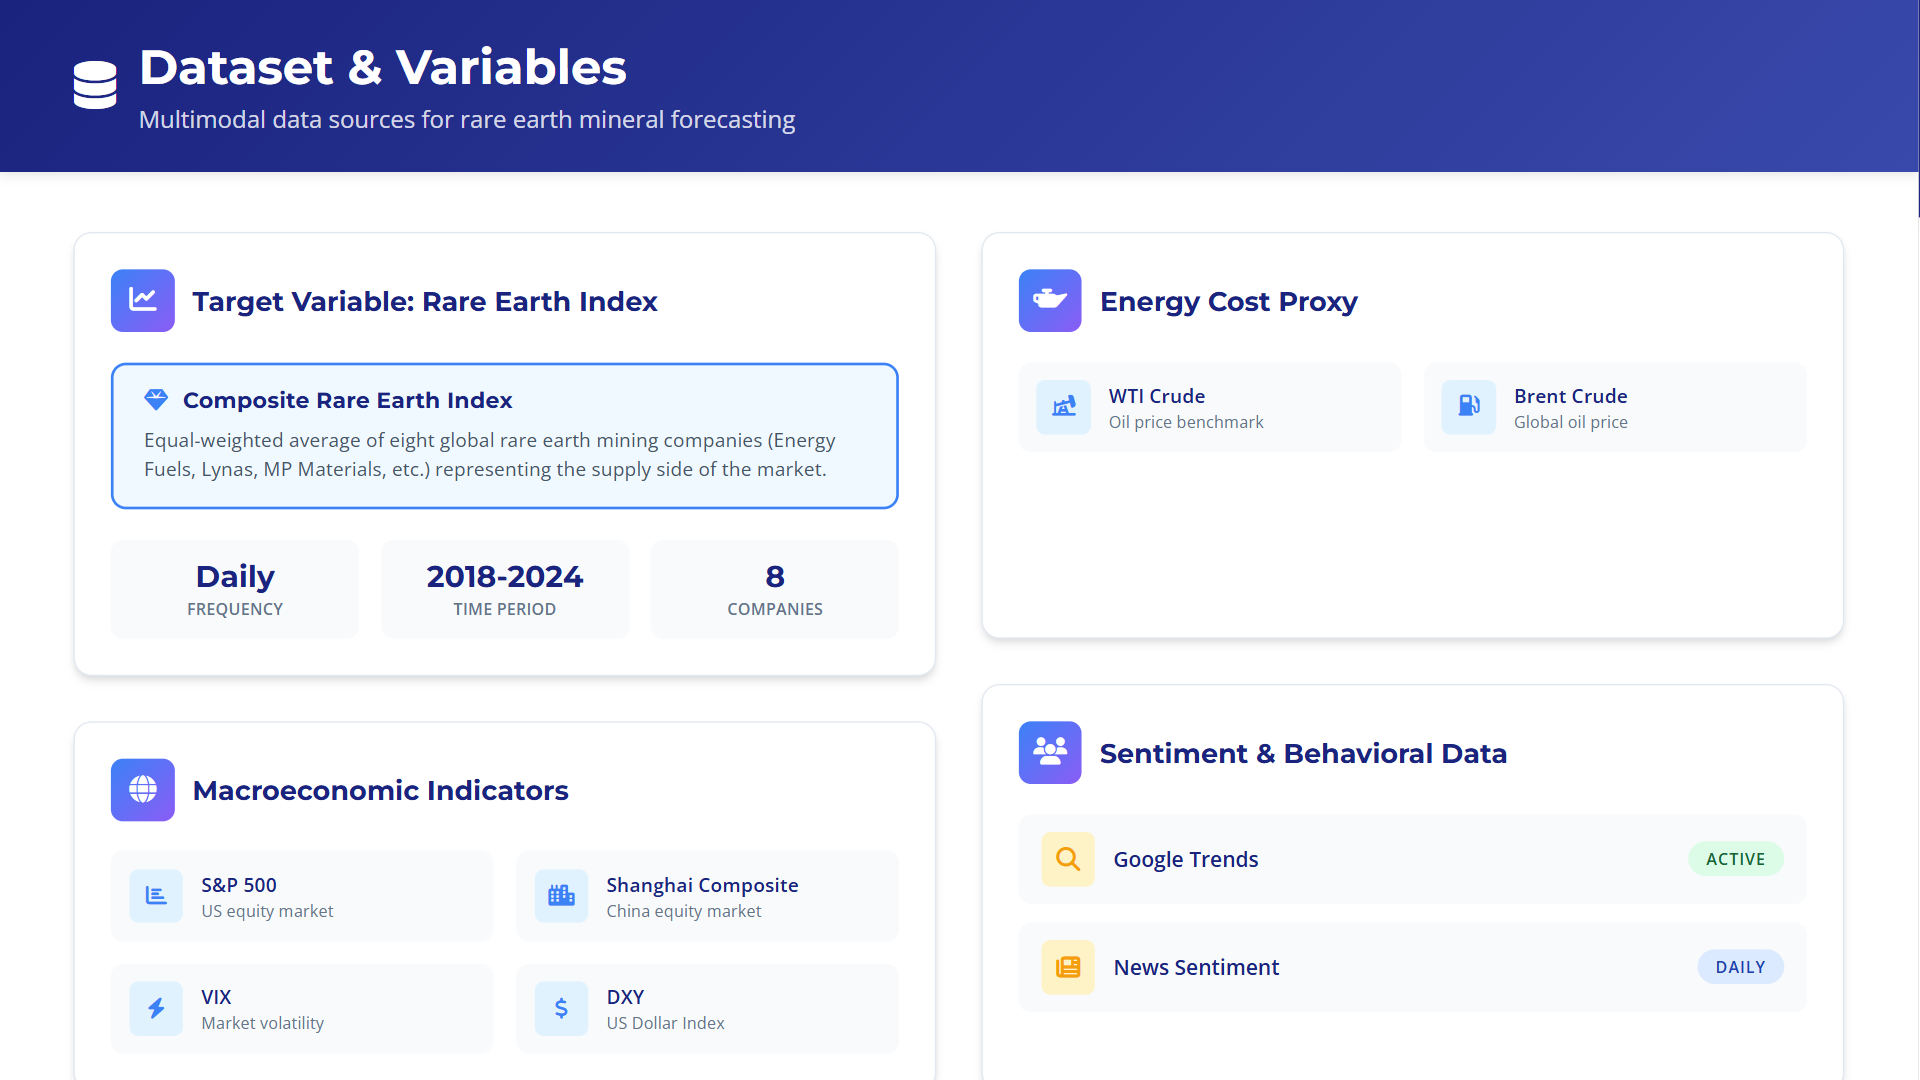 Dataset & Variables
Multimodal data sources for rare earth mineral forecasting
Target Variable: Rare Earth Index
Composite Rare Earth Index
Equal-weighted average of eight global rare earth mining companies (Energy
Fuels, Lynas, MP Materials, etc.) representing the supply side of the market.
Daily
FREQUENCY
2018-2024
TIME PERIOD
8
COMPANIES
Macroeconomic Indicators
S&P 500
US equity market
Shanghai Composite
China equity market
VIX
Market volatility
DXY
US Dollar Index
Energy Cost Proxy
WTI Crude
Oil price benchmark
Brent Crude
Global oil price
Sentiment & Behavioral Data
Google Trends
ACTIVE
News Sentiment
DAILY